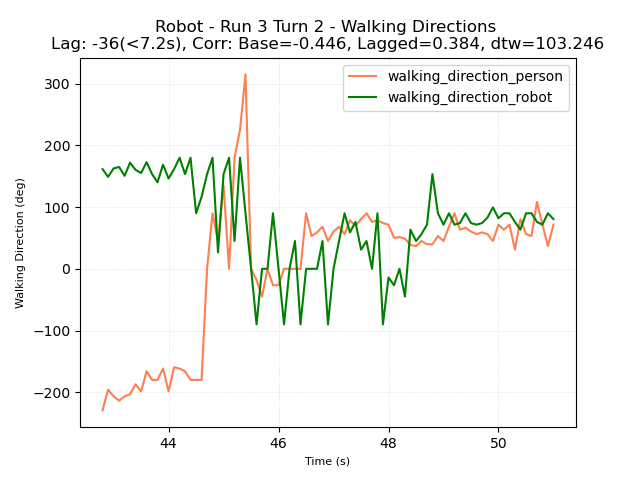 Robot - Run 3 Turn 2 - Walking Directions
Lag: -36(<7.2s), Corr: Base=-0.446, Lagged=0.384, dtw=103.246
walking_direction_person
walking_direction_robot
300
200
100
0
−100
−200
Walking Direction (deg)
44
46
48
50
Time (s)